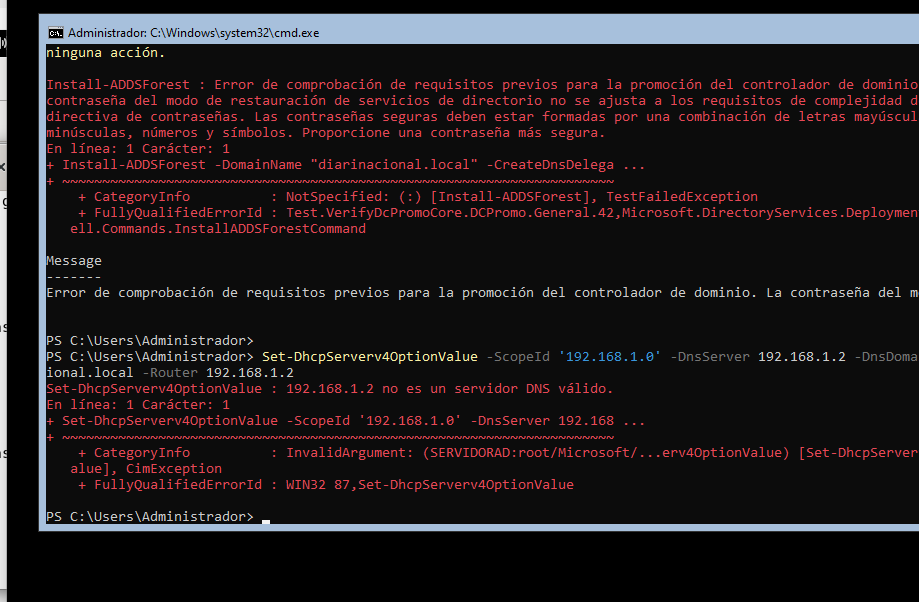 Administrador: C:\Windows\system32\cmd.exe
ninguna acción.
Install-ADDSForest : Error de comprobación de requisitos previos para la promoción del controlador de dominio
contraseña del modo de restauración de servicios de directorio no se ajusta a los requisitos de complejidad d
directiva de contraseñas. Las contraseñas seguras deben estar formadas por una combinación de letras mayúscul
minúsculas, números y símbolos. Proporcione una contraseña más segura.
En línea: 1 Carácter: 1
+ Install-ADDSForest -DomainName "diarinacional.local" -CreateDnsDelega ...
+ ~~~~~~~~~~~~~~~~~~~~~~~~~~~~~~~~~~~~~~~~~~~~~~~~~~~~~~~~~~~~~~~~~~~~~
+ CategoryInfo : NotSpecified: (:) [Install-ADDSForest], TestFailedException
+ FullyQualifiedErrorId : Test.VerifyDcPromoCore.DCPromo.General.42,Microsoft.DirectoryServices.Deploymen
ell.Commands.InstallADDSForestCommand
Message
-------
Error de comprobación de requisitos previos para la promoción del controlador de dominio. La contraseña del m
PS C:\Users\Administrador>
PS C:\Users\Administrador> Set-DhcpServerv4OptionValue -ScopeId '192.168.1.0' -DnsServer 192.168.1.2 -DnsDoma
ional.local -Router 192.168.1.2
Set-DhcpServerv4OptionValue : 192.168.1.2 no es un servidor DNS válido.
En línea: 1 Carácter: 1
+ Set-DhcpServerv4OptionValue -ScopeId '192.168.1.0' -DnsServer 192.168 ...
+ ~~~~~~~~~~~~~~~~~~~~~~~~~~~~~~~~~~~~~~~~~~~~~~~~~~~~~~~~~~~~~~~~~~~~~
+ CategoryInfo : InvalidArgument: (SERVIDORAD:root/Microsoft/...erv4OptionValue) [Set-DhcpServer
alue], CimException
+ FullyQualifiedErrorId : WIN32 87,Set-DhcpServerv4OptionValue
PS C:\Users\Administrador>